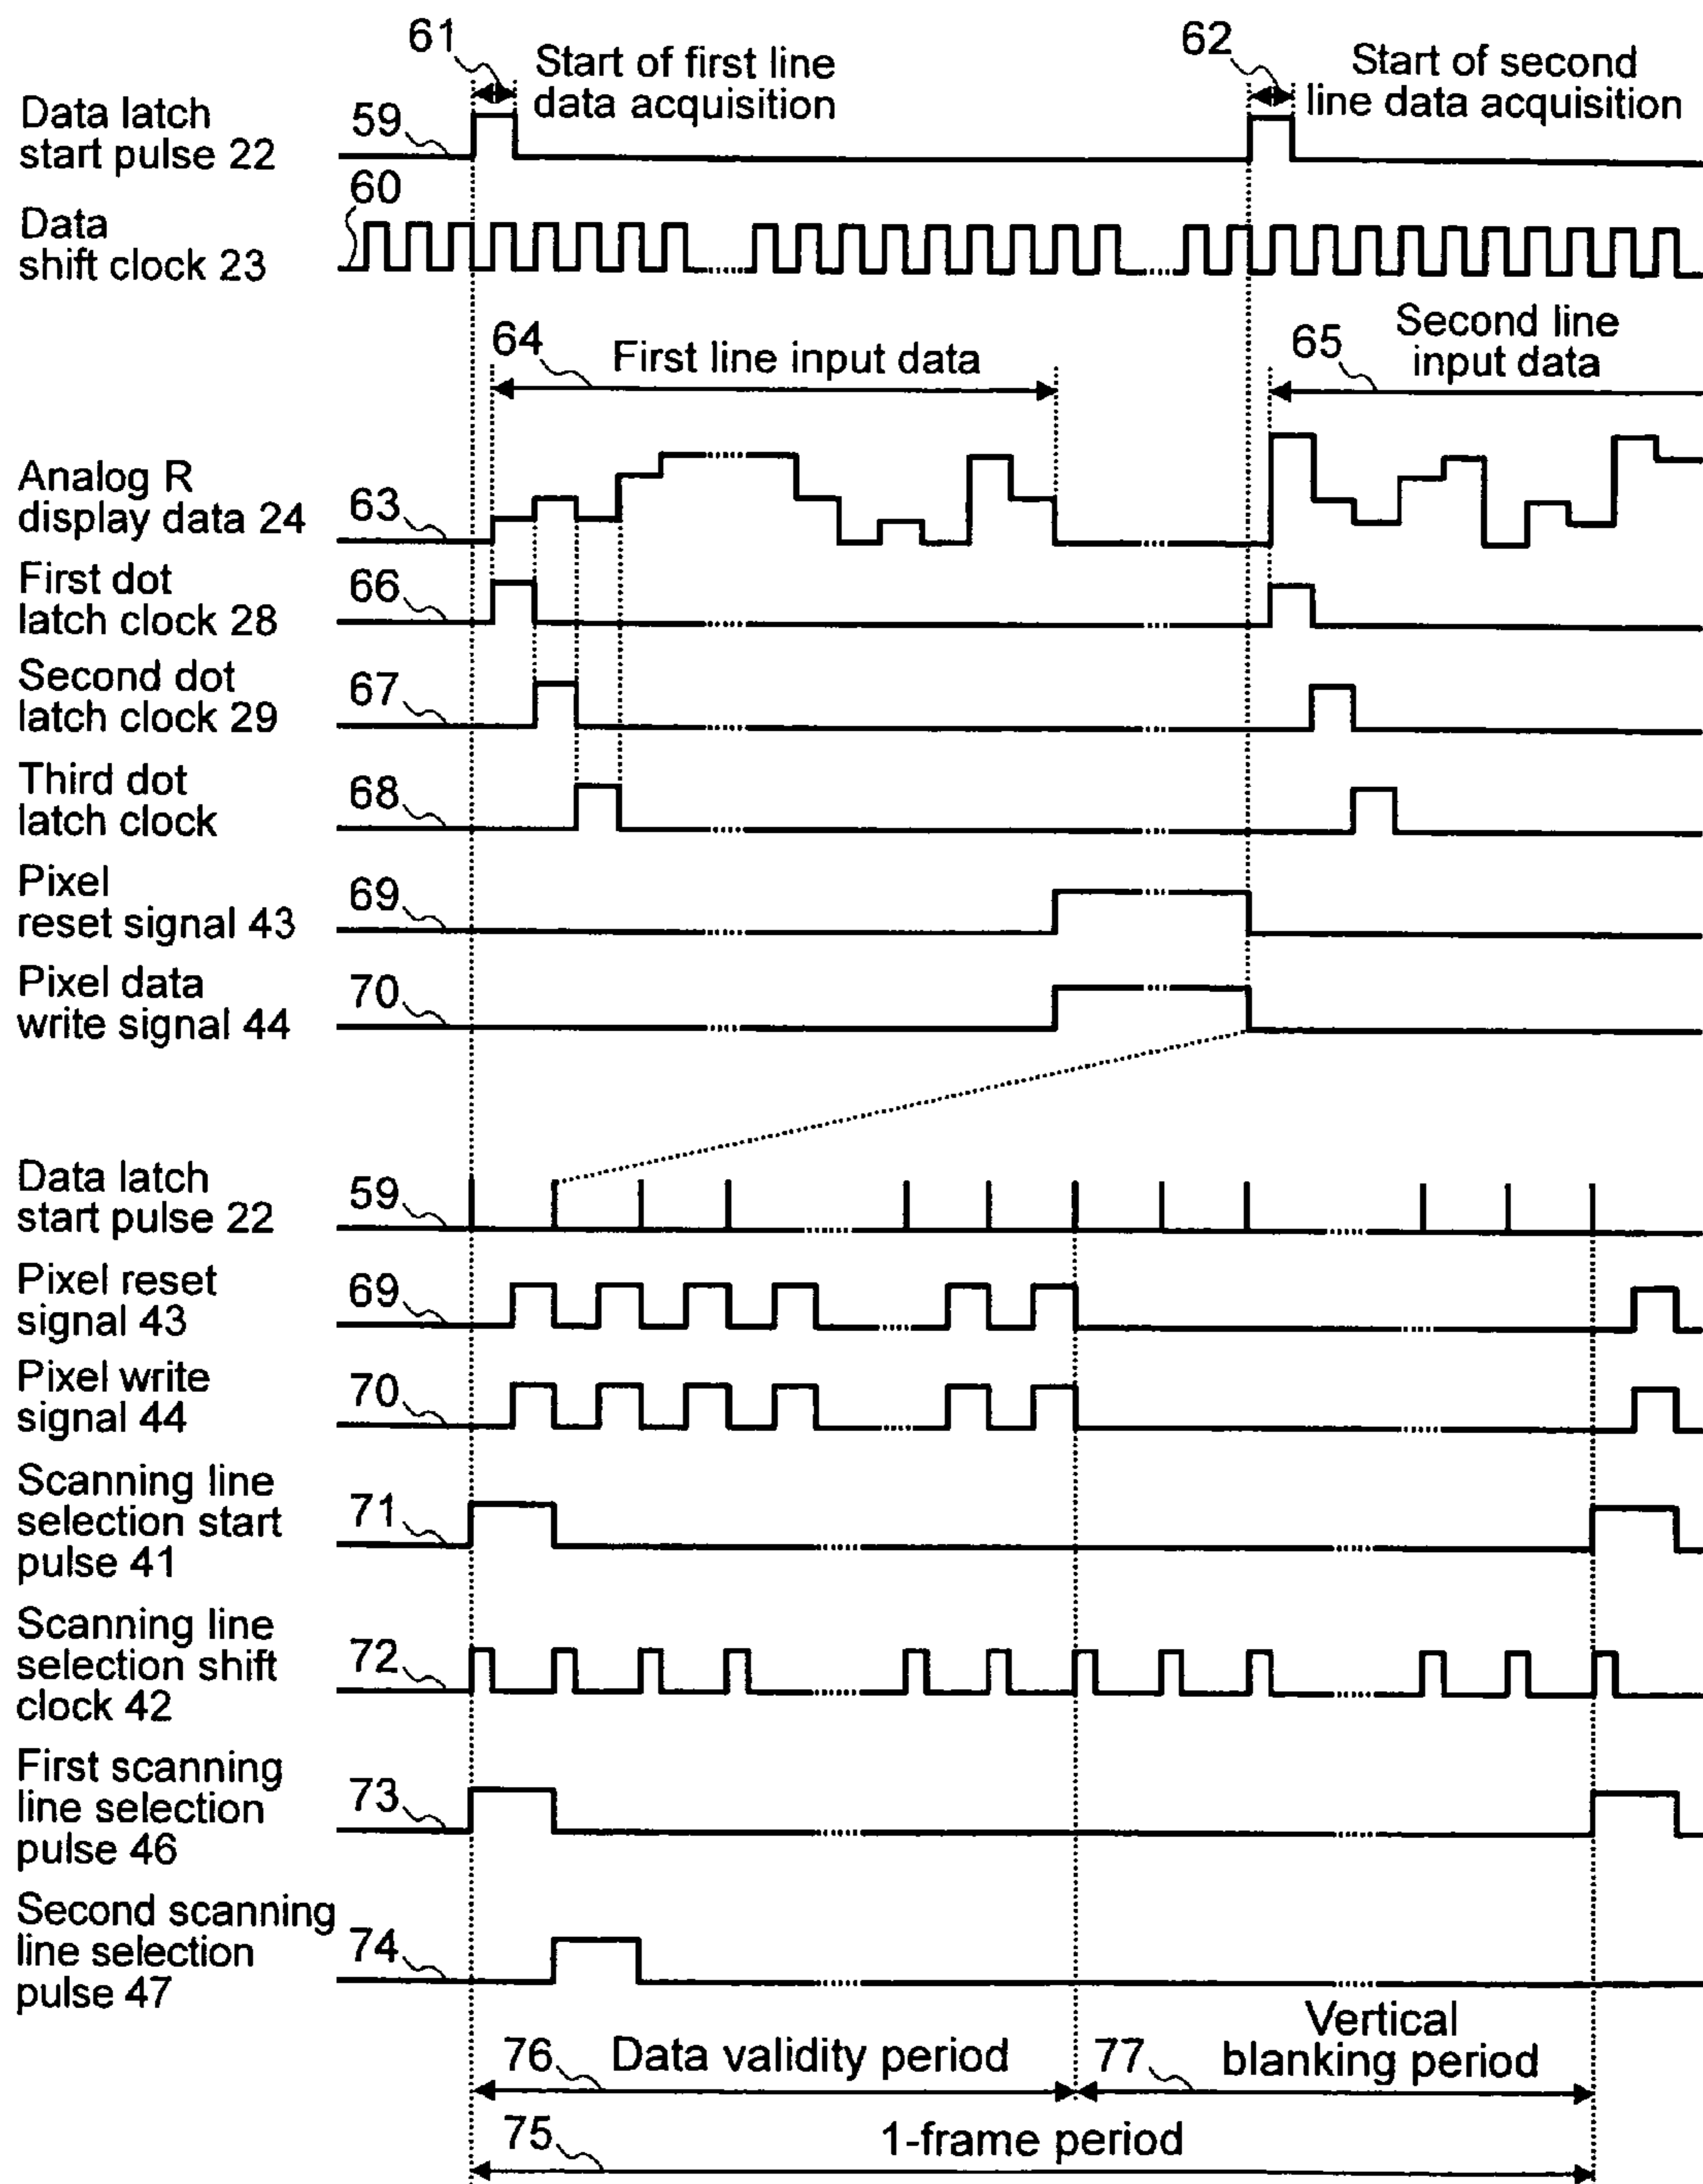 61
Start of first line
data acquisition
62
Start of second
line data acquisition
Data latch
start pulse 22
59
60
Data
shift clock 23
64
First line input data
65
Second line
input data
Analog R
display data 24
63
First dot
latch clock 28
66
Second dot
latch clock 29
67
Third dot
latch clock
68
Pixel
reset signal 43
69
Pixel data
write signal 44
70
Data latch
start pulse 22
59
Pixel reset
signal 43
69
Pixel write
signal 44
70
Scanning line
selection start
pulse 41
71
Scanning line
selection shift
clock 42
72
First scanning
line selection
pulse 46
73
Second scanning
line selection
pulse 47
74
76
Data validity period
77
Vertical
blanking period
75
1-frame period